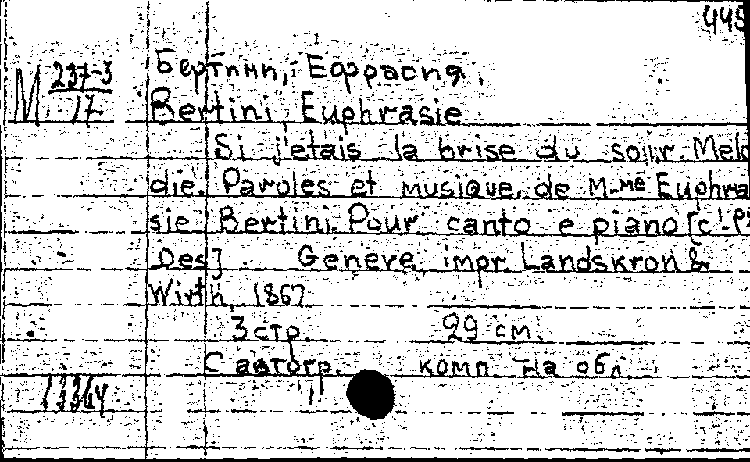 445
М 237-3
17
Бертини, Еффрасия.
Bertini, Euphrasie
Si j'etais la brise du soir. Melo
die. Paroles et musique de M-me Euphra
sie Bertini. Pour canto e piano [c'-
Des]. Geneve, impr. Landskron &
Wirth, 1867
3 стр. 29 см.
С автогр. комп. на обл.
13364